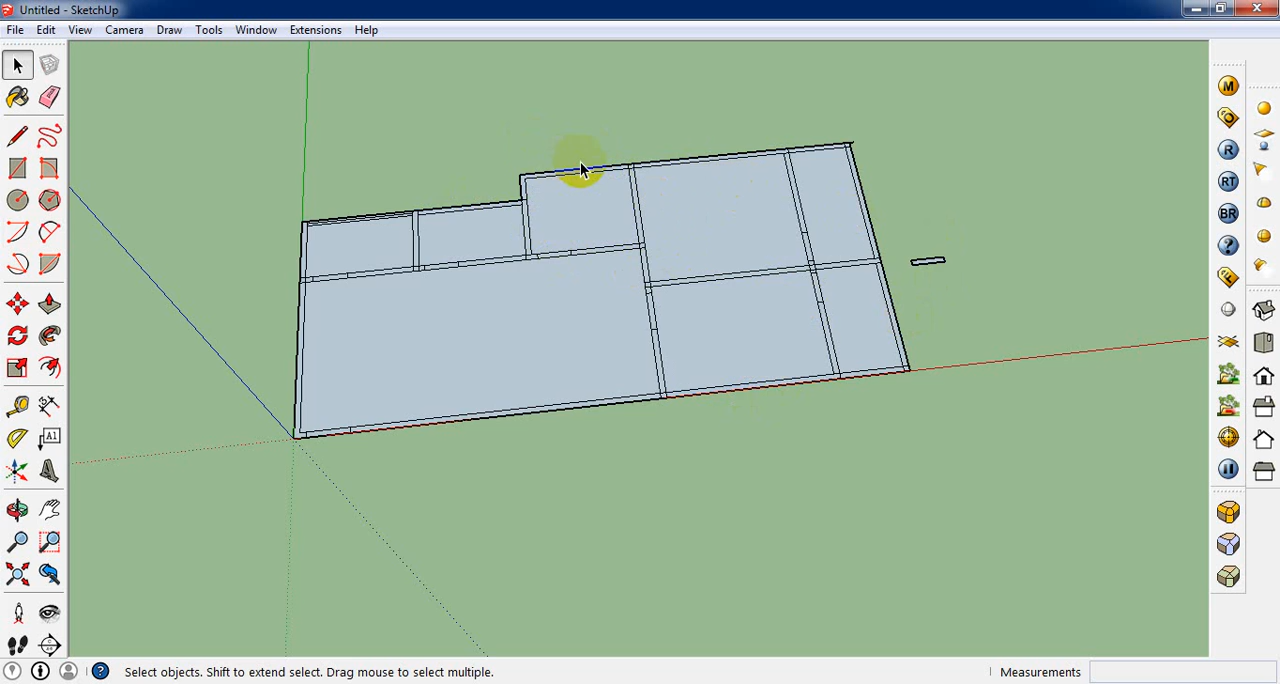 Untitled - SketchUp
File Edit View Camera Draw Tools Window Extensions Help
M
R
RT
BR
?
A1
A
Select objects. Shift to extend select. Drag mouse to select multiple.
Measurements